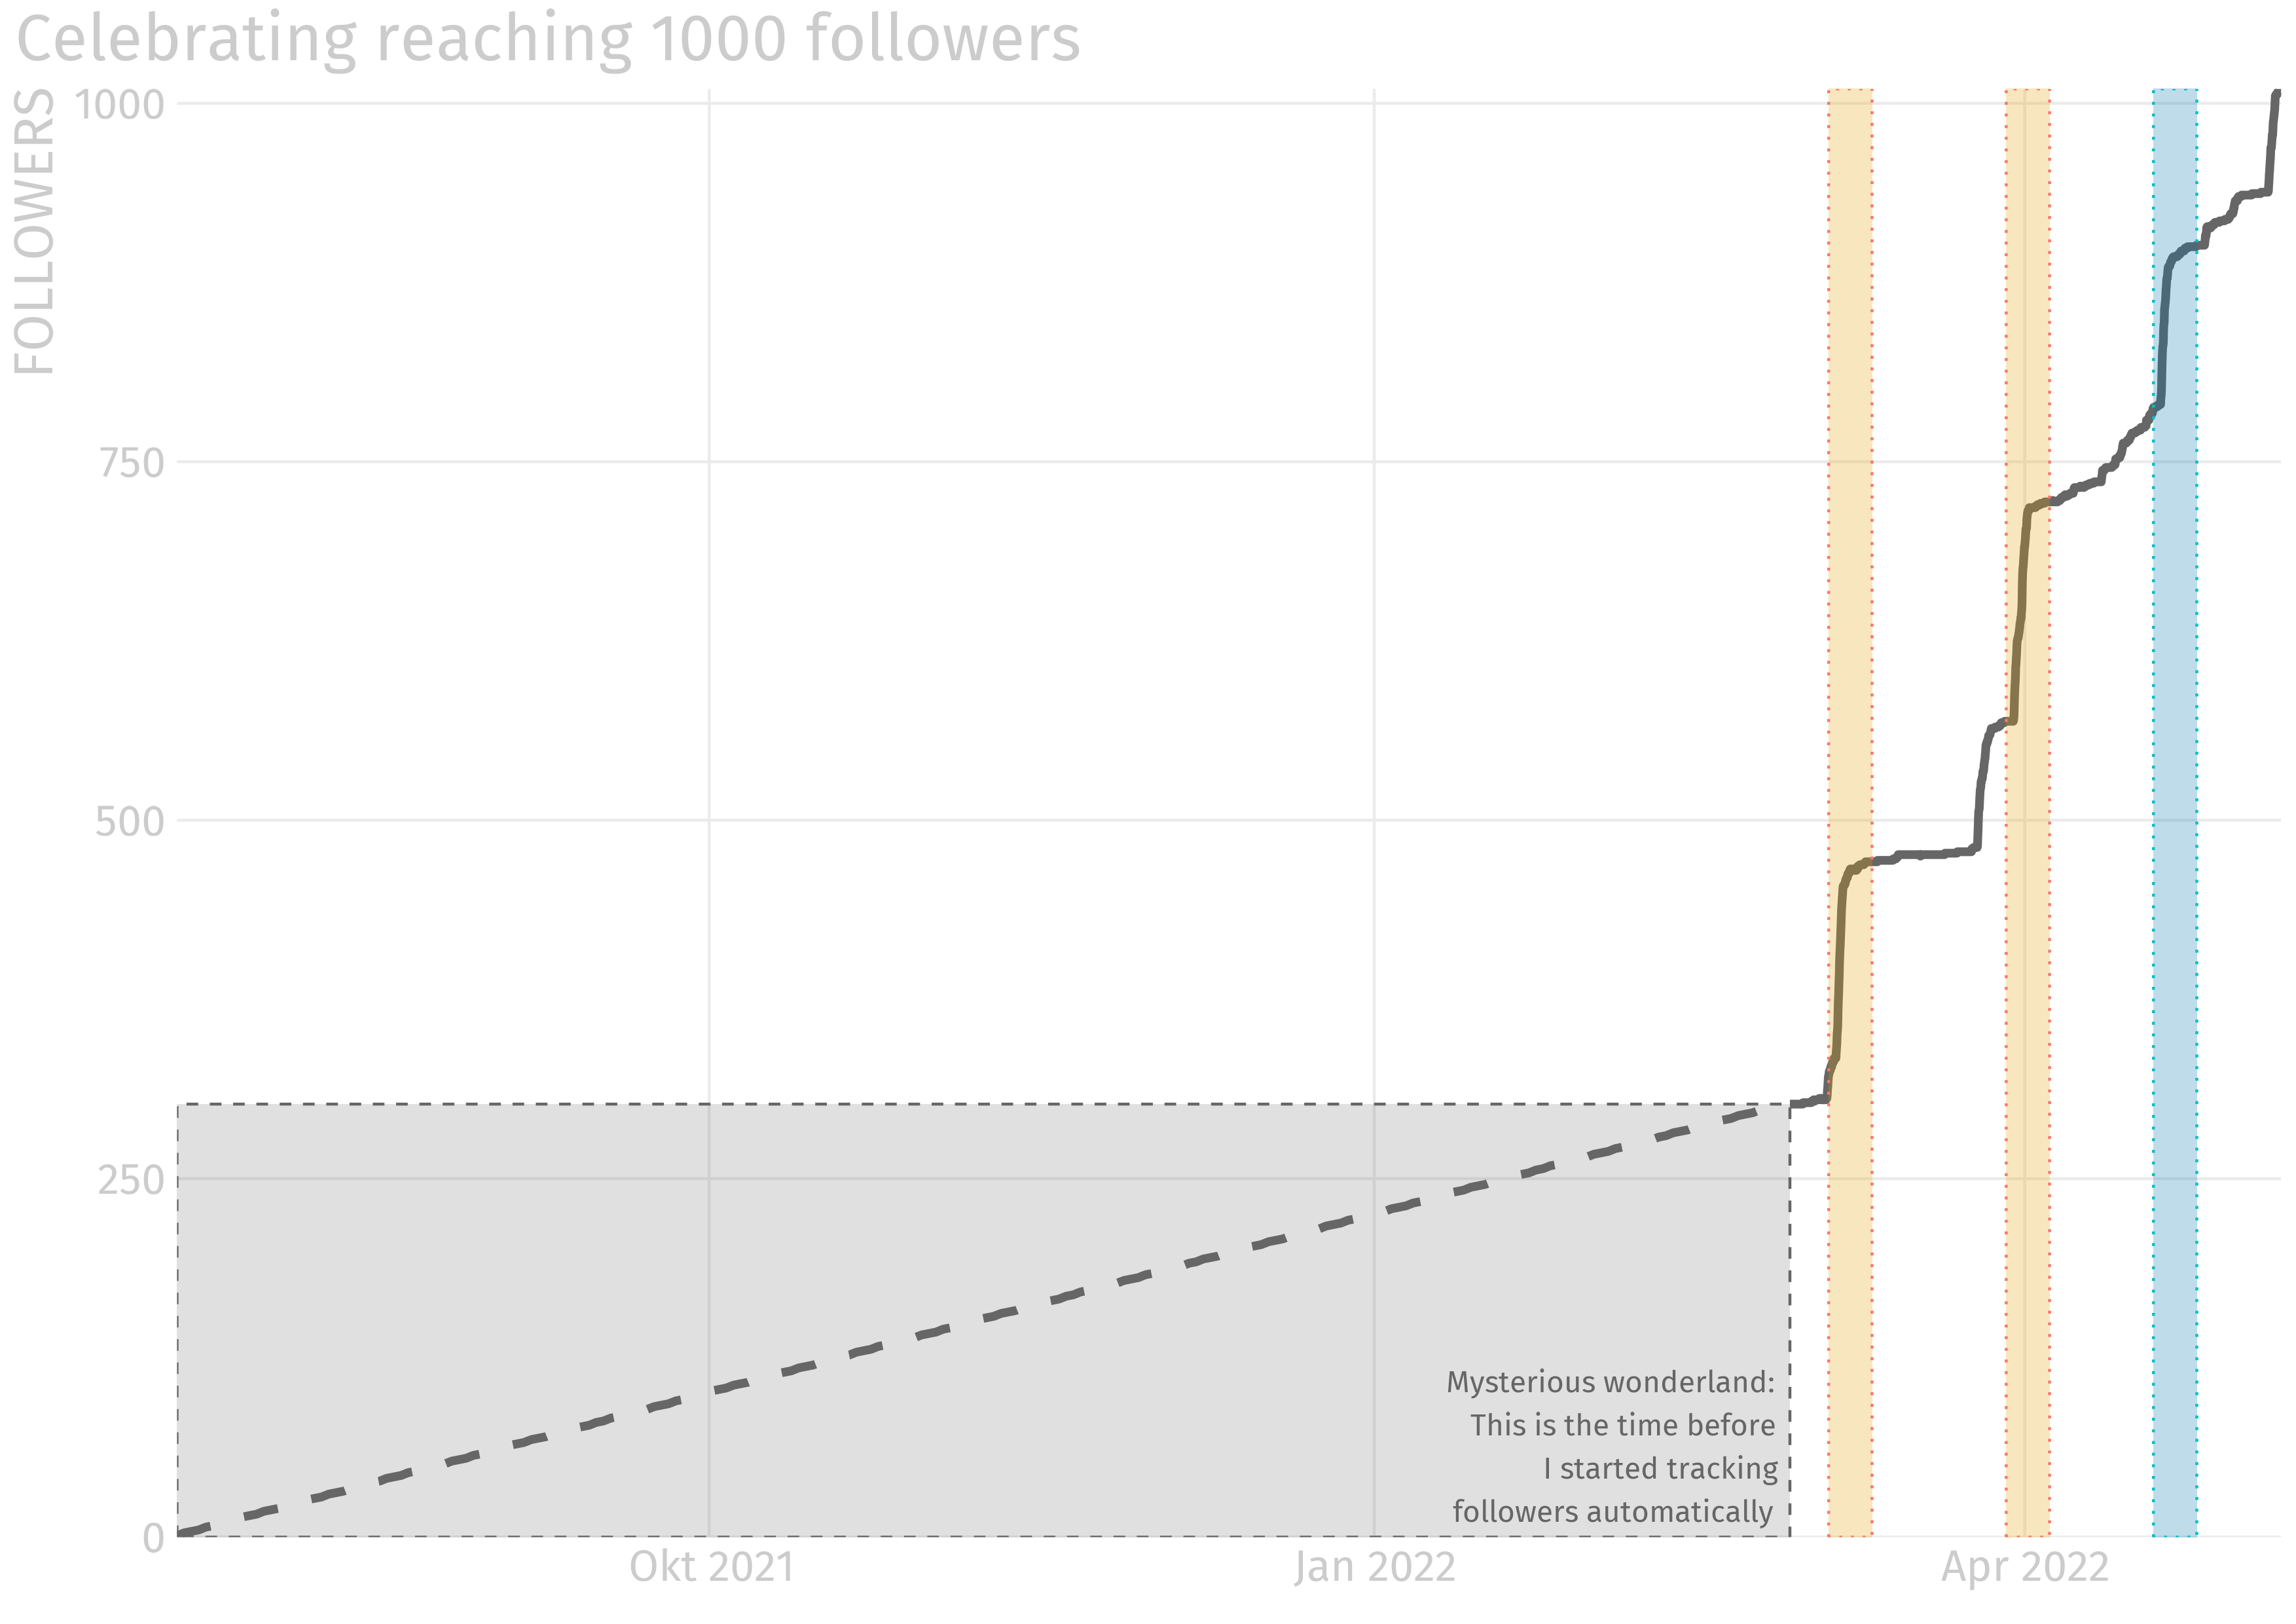 Celebrating reaching 1000 followers
FOLLOWERS
1000
750
500
250
0
Mysterious wonderland:
This is the time before
I started tracking
followers automatically
Okt 2021
Jan 2022
Apr 2022